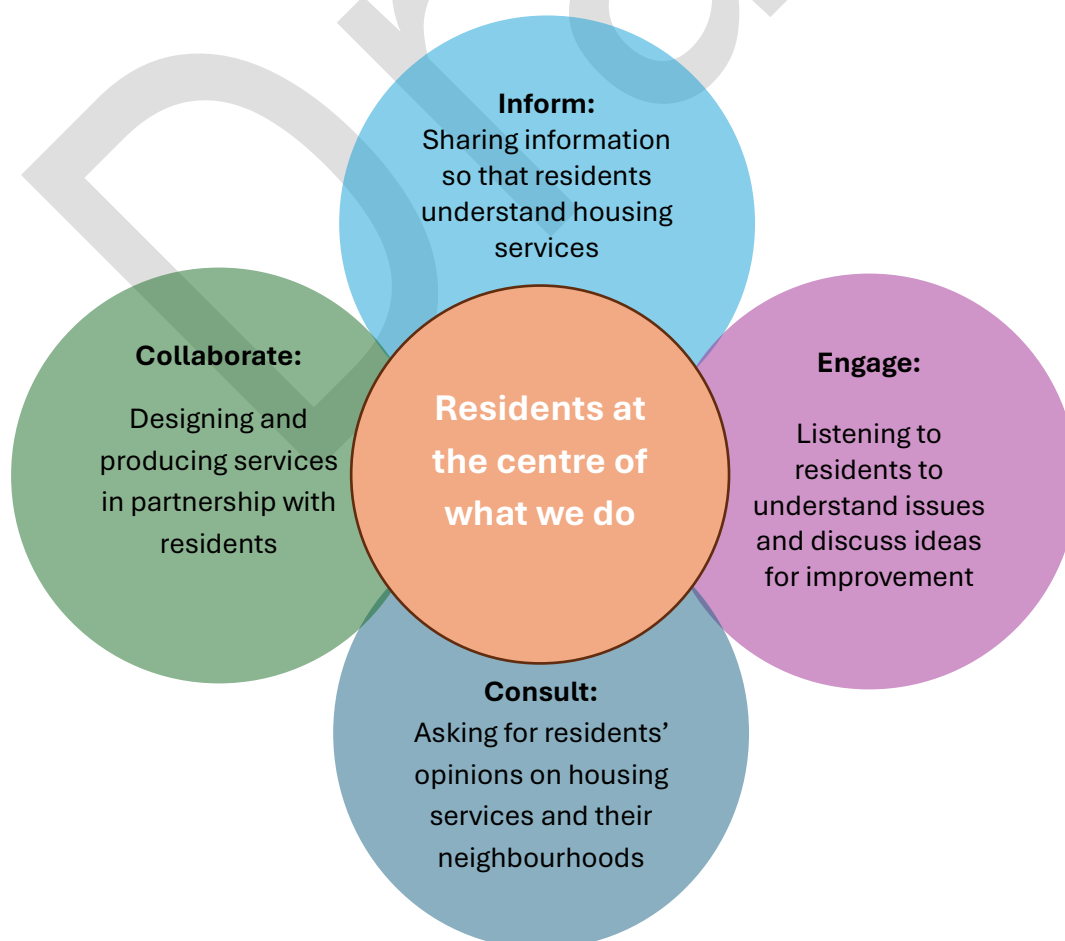 Inform:
Sharing information
so that residents
understand housing
services
Collaborate:
Designing and
producing services
in partnership with
residents
Residents at
the centre of
what we do
Engage:
Listening to
residents to
understand issues
and discuss ideas
for improvement
Consult:
Asking for residents’
opinions on housing
services and their
neighbourhoods